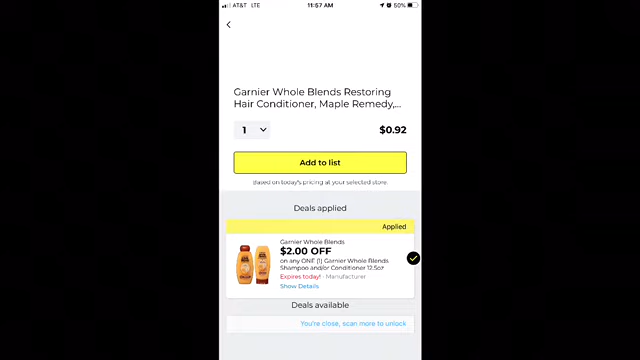 AT&T LTE 11:57 AM 50%
Garnier Whole Blends Restoring
Hair Conditioner, Maple Remedy,...
1 $0.92
Add to list
Based on today's pricing at your selected store.
Deals applied
Applied
Garnier Whole Blends
$2.00 OFF
on any ONE (1) Garnier Whole Blends
Shampoo and/or Conditioner 12.5oz
Expires today! · Manufacturer
Show Details
Deals available
You're close, scan more to unlock